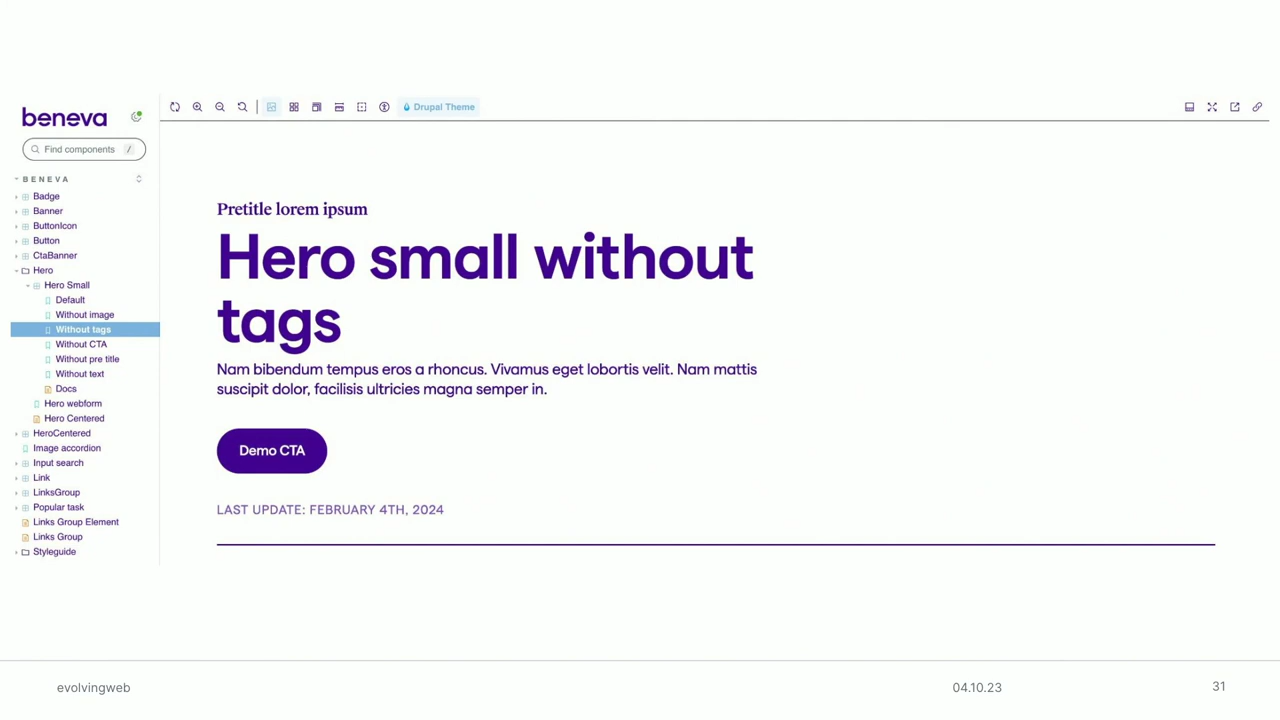 beneva
Find components /
BENEVA
Badge
Banner
ButtonIcon
Button
CtaBanner
Hero
Hero Small
Default
Without image
Without tags
Without CTA
Without pre title
Without text
Docs
Hero webform
Hero Centered
HeroCentered
Image accordion
Input search
Link
LinksGroup
Popular task
Links Group Element
Links Group
Styleguide
Drupal Theme
Pretitle lorem ipsum
Hero small without
tags
Nam bibendum tempus eros a rhoncus. Vivamus eget lobortis velit. Nam mattis
suscipit dolor, facilisis ultricies magna semper in.
Demo CTA
LAST UPDATE: FEBRUARY 4TH, 2024
evolvingweb
04.10.23
31